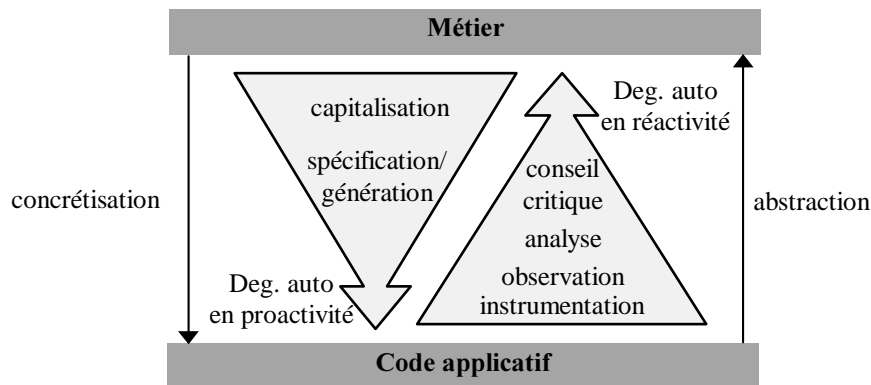 Métier
capitalisation
spécification/
génération
Deg. auto
en réactivité
conseil
critique
analyse
observation
instrumentation
concrétisation
abstraction
Deg. auto
en proactivité
Code applicatif